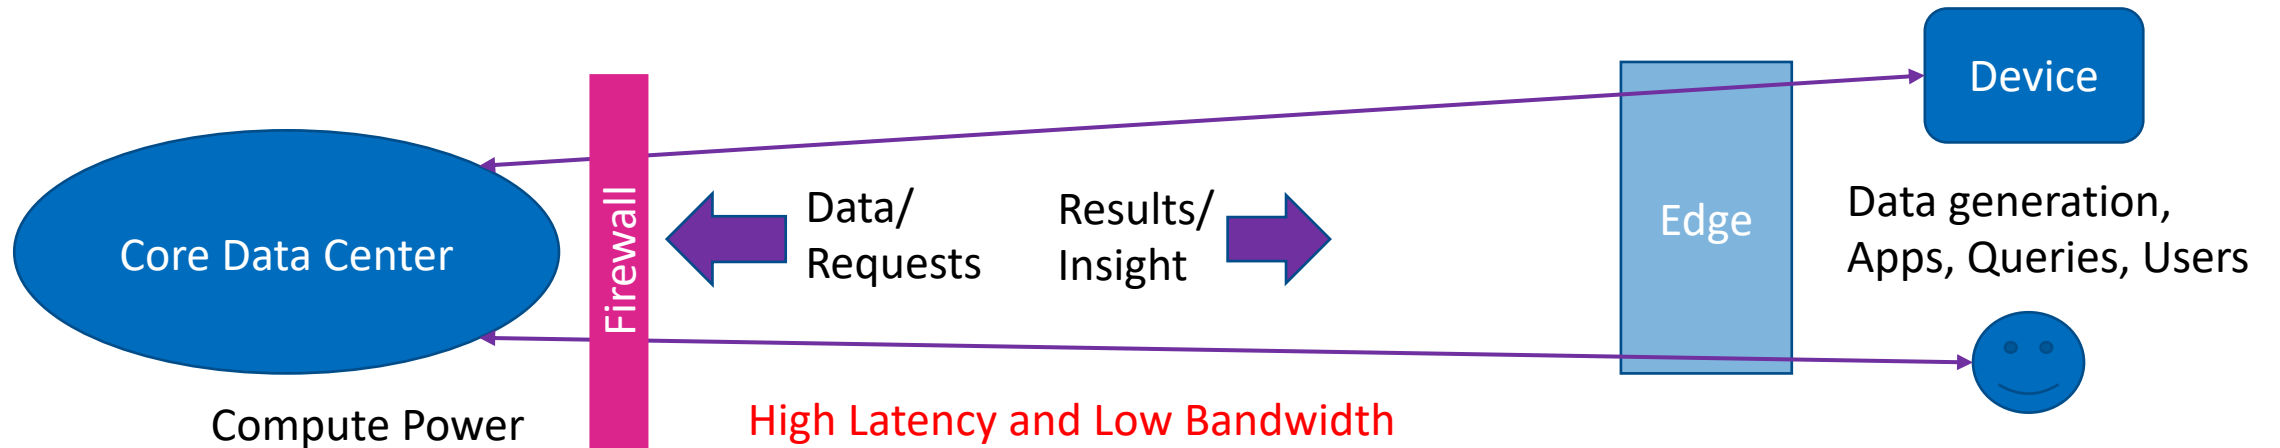 Device
Core Data Center
Firewall
Data/
Requests
Results/
Insight
Edge
Data generation,
Apps, Queries, Users
Compute Power
High Latency and Low Bandwidth